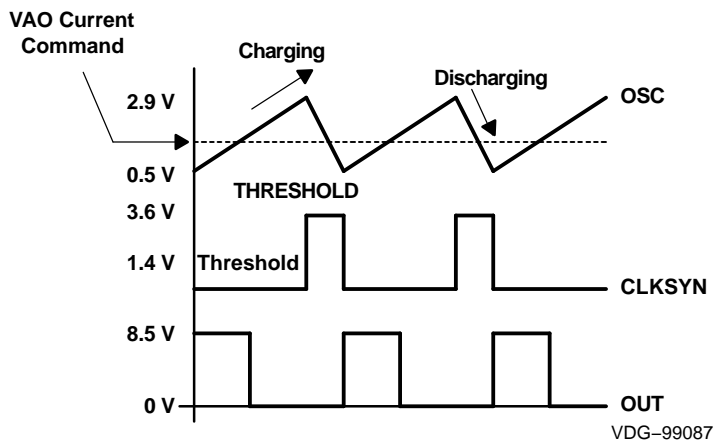 VAO Current
Command
Charging
Discharging
OSC
2.9 V
0.5 V
THRESHOLD
3.6 V
1.4 V
Threshold
CLKSYN
8.5 V
0 V
OUT
VDG–99087